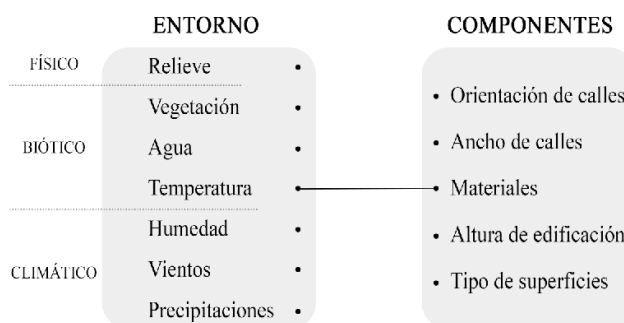 ENTORNO
COMPONENTES
FÍSICO
Relieve
Vegetación
BIÓTICO
Agua
Temperatura
Humedad
CLIMÁTICO
Vientos
Precipitaciones
Orientación de calles
Ancho de calles
Materiales
Altura de edificación
Tipo de superficies